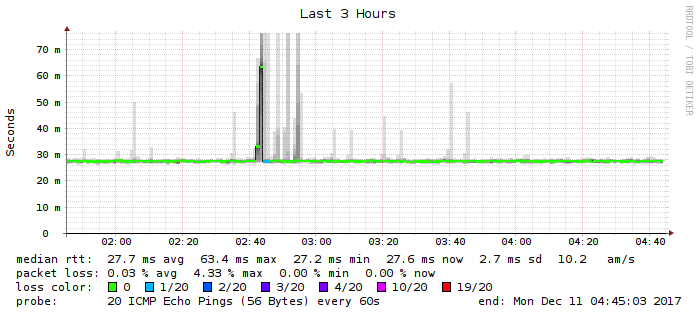 Last 3 Hours
RRDTOOL / TOBI OETIKER
Seconds
70 m
60 m
50 m
40 m
30 m
20 m
10 m
0
02:00 02:20 02:40 03:00 03:20 03:40 04:00 04:20 04:40
median rtt: 27.7 ms avg 63.4 ms max 27.2 ms min 27.6 ms now 2.7 ms sd 10.2 am/s
packet loss: 0.03 % avg 4.33 % max 0.00 % min 0.00 % now
loss color: 0 1/20 2/20 3/20 4/20 10/20 19/20
probe: 20 ICMP Echo Pings (56 Bytes) every 60s end: Mon Dec 11 04:45:03 2017